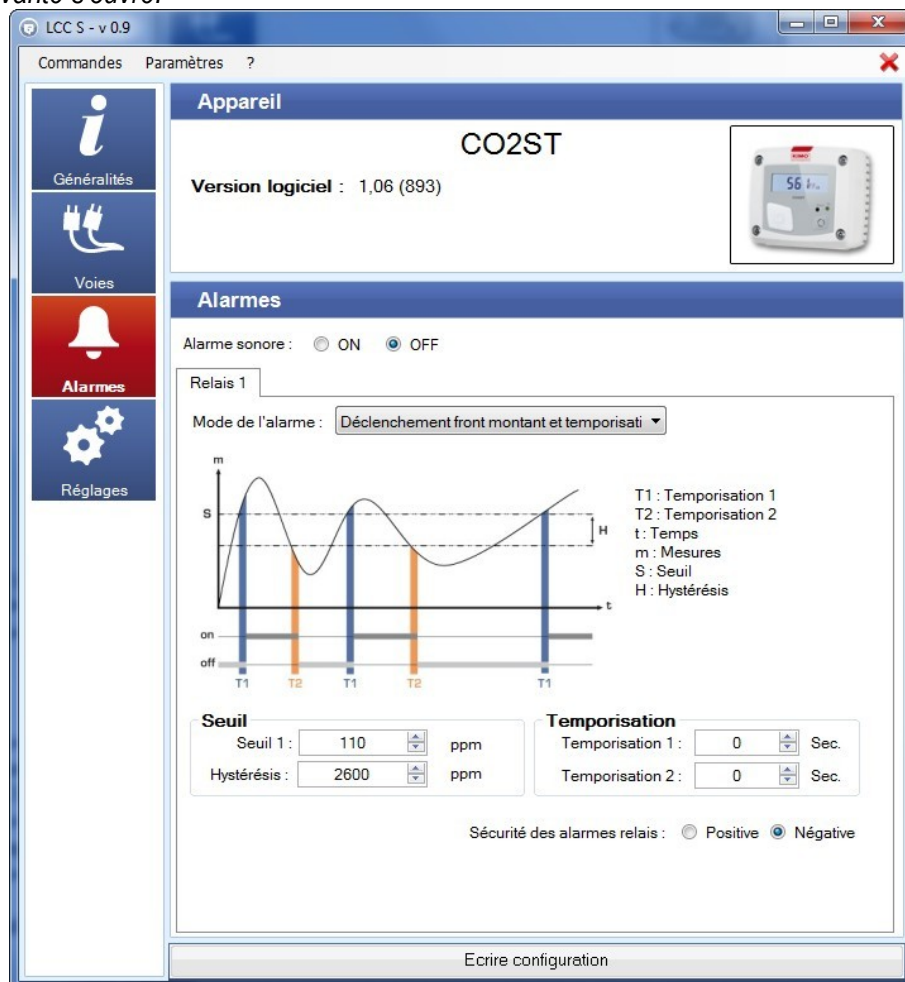 LCC S - v 0.9
Commandes Paramètres ?
Généralités
Voies
Alarmes
Réglages
Appareil
CO2ST
Version logiciel : 1,06 (893)
KIMO
Alarmes
Alarme sonore : ON OFF
Relais 1
Mode de l'alarme : Déclenchement front montant et temporisati
m
S
H
t
on
off
T1 T2 T1 T2 T1
T1 : Temporisation 1
T2 : Temporisation 2
t : Temps
m : Mesures
S : Seuil
H : Hystérésis
Seuil
Seuil 1 : 110 ppm
Hystérésis : 2600 ppm
Temporisation
Temporisation 1 : 0 Sec.
Temporisation 2 : 0 Sec.
Sécurité des alarmes relais : Positive Négative
Ecrire configuration